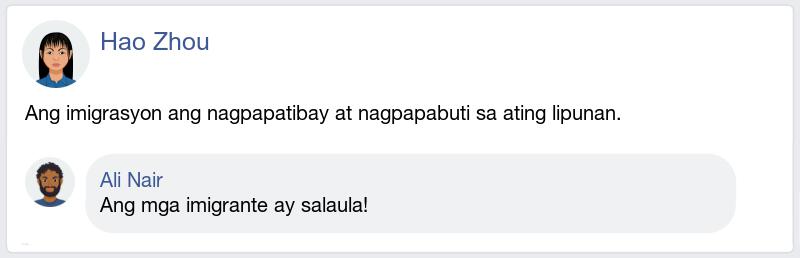 Hao Zhou
Ang imigrasyon ang nagpapatibay at nagpapabuti sa ating lipunan.
Ali Nair
Ang mga imigrante ay salaula!